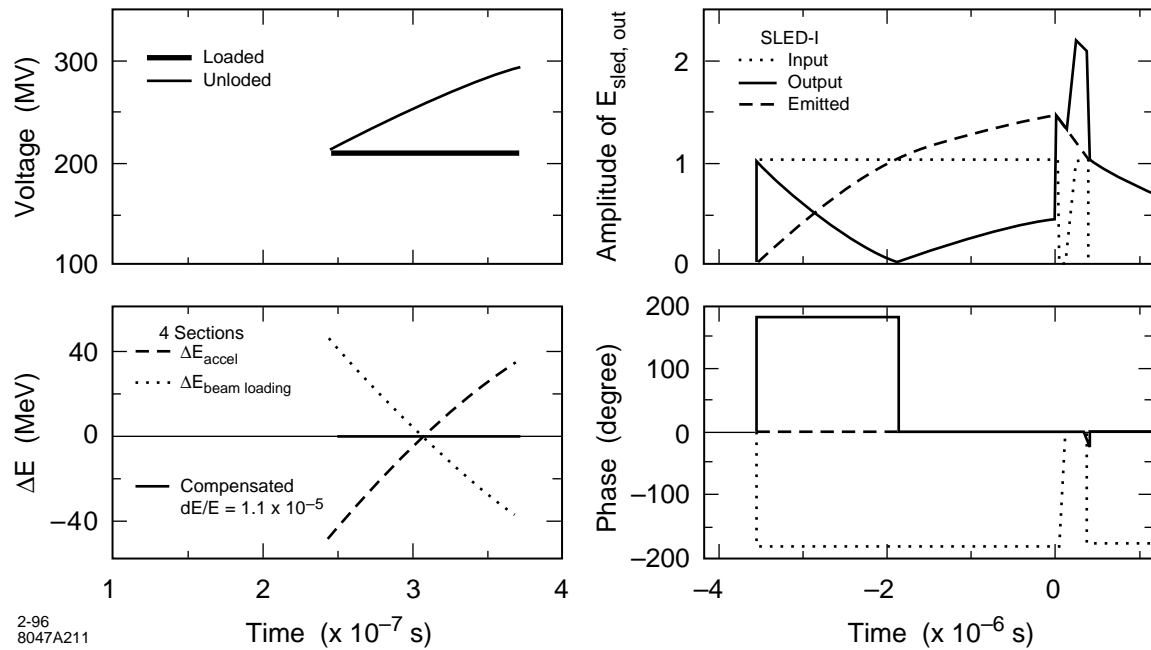 300
200
100
Voltage (MV)
Loaded
Unloded
2
1
0
Amplitude of E_sled, out
SLED-I
Input
Output
Emitted
40
0
–40
ΔE (MeV)
4 Sections
ΔE_accel
ΔE_beam loading
Compensated
dE/E = 1.1 x 10⁻⁵
1 2 3 4
Time (x 10⁻⁷ s)
200
100
0
–100
–200
Phase (degree)
–4 –2 0
Time (x 10⁻⁶ s)
2-96
8047A211